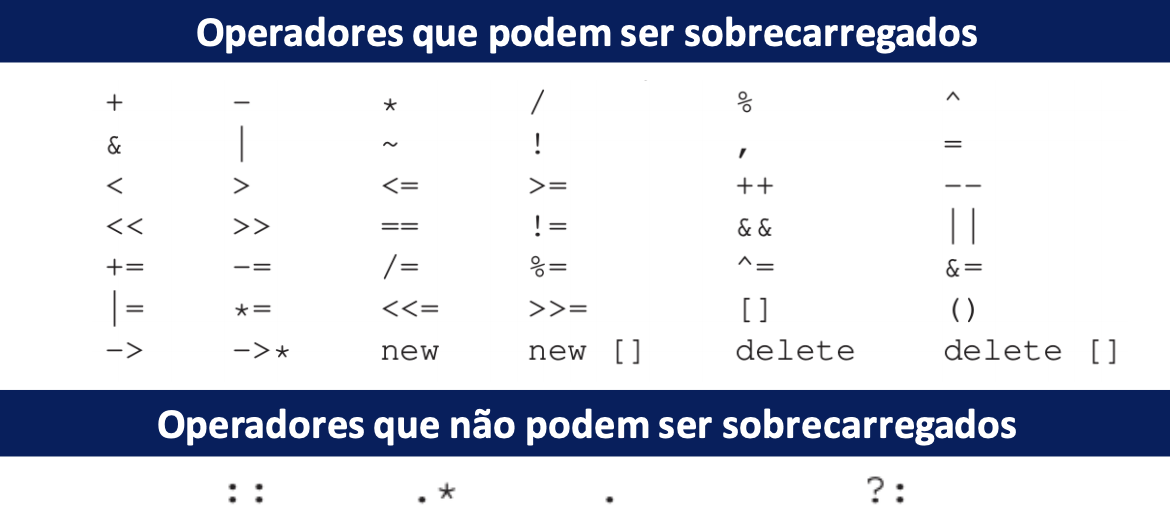 Operadores que podem ser sobrecarregados
+ - * / % ^
& | ~ ! , =
< > <= >= ++ --
<< >> == != && ||
+= -= /= %= ^= &=
|= *= <<= >>= [] ()
-> ->* new new [] delete delete []
Operadores que não podem ser sobrecarregados
:: .* . ?: